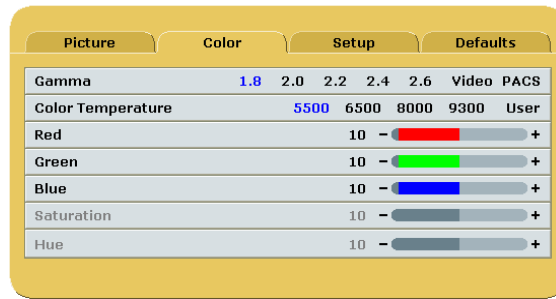 Picture Color Setup Defaults
Gamma 1.8 2.0 2.2 2.4 2.6 Video PACS
Color Temperature 5500 6500 8000 9300 User
Red 10 - +
Green 10 - +
Blue 10 - +
Saturation 10 - +
Hue 10 - +